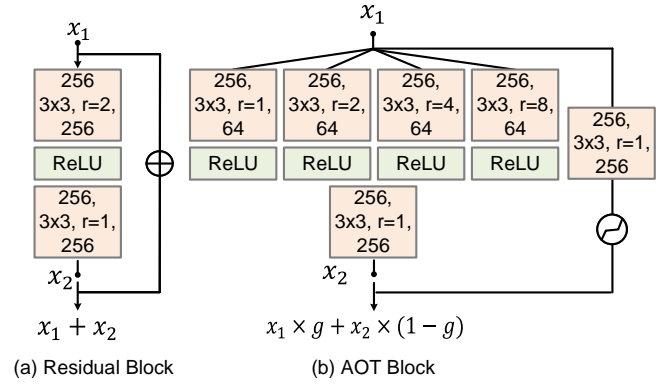 x₁
256
3x3, r=2,
256
ReLU
256,
3x3, r=1,
256
x₂
x₁ + x₂
(a) Residual Block
x₁
256,
3x3, r=1,
64
256,
3x3, r=2,
64
256,
3x3, r=4,
64
256,
3x3, r=8,
64
256,
3x3, r=1,
256
ReLU
ReLU
ReLU
ReLU
256,
3x3, r=1,
256
x₂
x₁ × g + x₂ × (1 − g)
(b) AOT Block